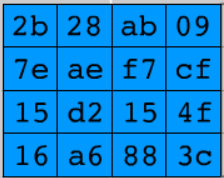 2b 28 ab 09
7e ae f7 cf
15 d2 15 4f
16 a6 88 3c